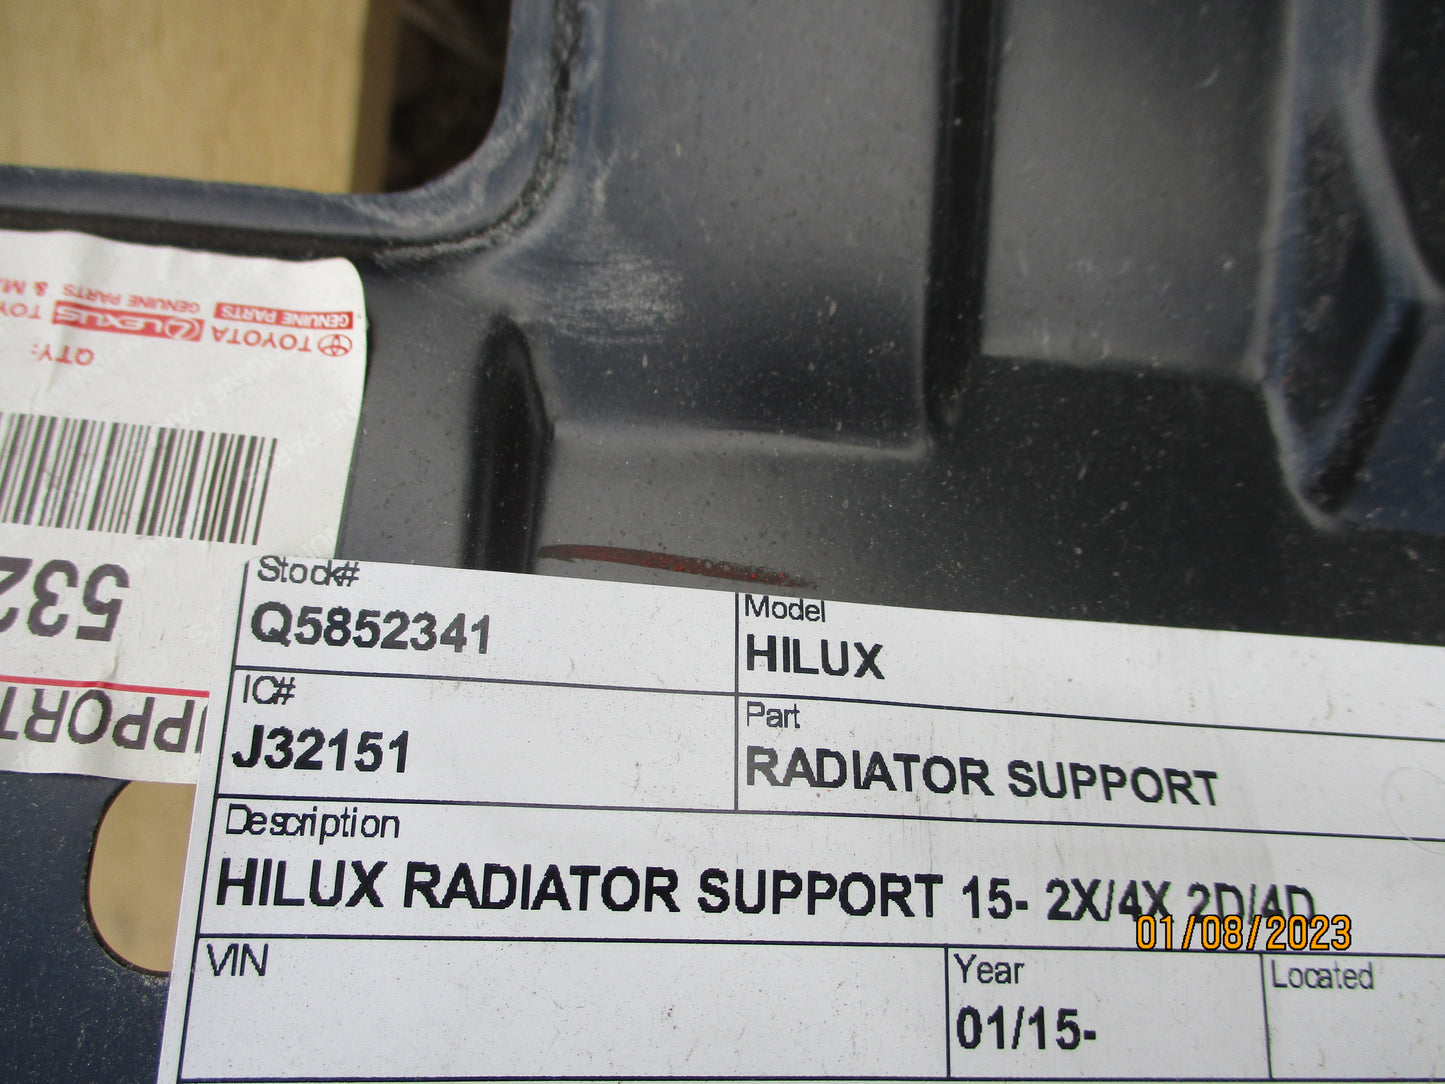 Stock#
Q5852341
Model
HILUX
IC#
J32151
Part
RADIATOR SUPPORT
Description
HILUX RADIATOR SUPPORT 15- 2X/4X 2D/4D
VIN
Year
01/15-
Located
01/08/2023
TOYOTA LEXUS
GENUINE PARTS GENUINE PARTS
QTY:
532